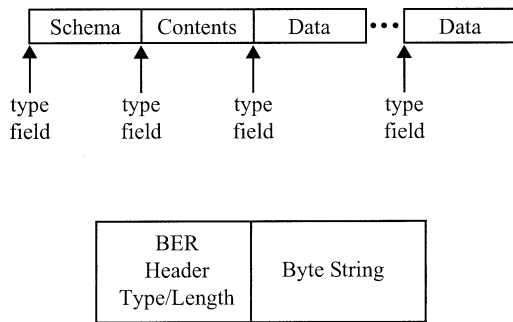 Schema Contents Data ••• Data
type type type type
field field field field
BER
Header Byte String
Type/Length